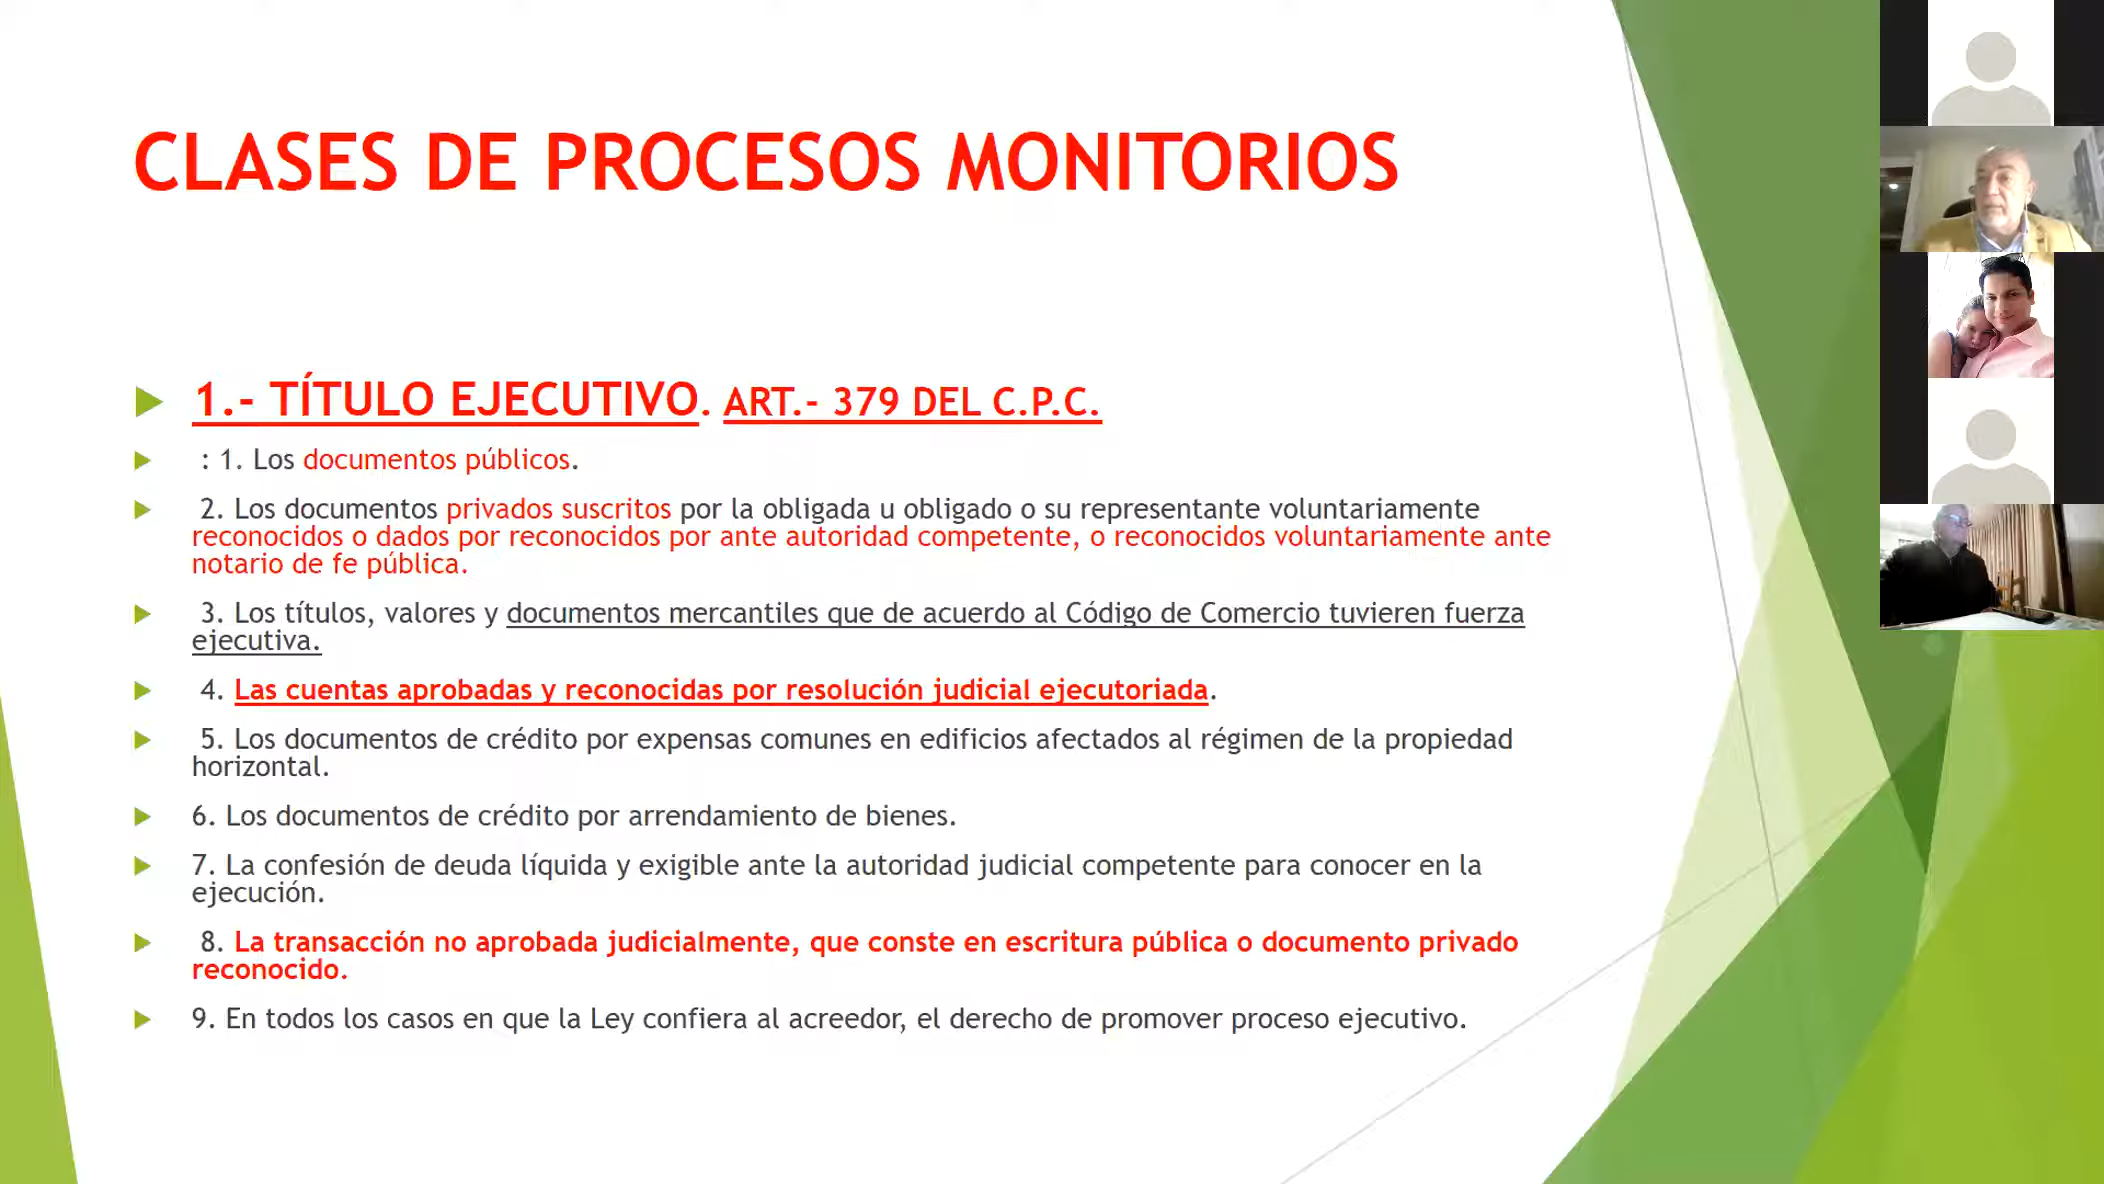 CLASES DE PROCESOS MONITORIOS
1.- TÍTULO EJECUTIVO. ART.- 379 DEL C.P.C.
: 1. Los documentos públicos.
2. Los documentos privados suscritos por la obligada u obligado o su representante voluntariamente
reconocidos o dados por reconocidos por ante autoridad competente, o reconocidos voluntariamente ante
notario de fe pública.
3. Los títulos, valores y documentos mercantiles que de acuerdo al Código de Comercio tuvieren fuerza
ejecutiva.
4. Las cuentas aprobadas y reconocidas por resolución judicial ejecutoriada.
5. Los documentos de crédito por expensas comunes en edificios afectados al régimen de la propiedad
horizontal.
6. Los documentos de crédito por arrendamiento de bienes.
7. La confesión de deuda líquida y exigible ante la autoridad judicial competente para conocer en la
ejecución.
8. La transacción no aprobada judicialmente, que conste en escritura pública o documento privado
reconocido.
9. En todos los casos en que la Ley confiera al acreedor, el derecho de promover proceso ejecutivo.